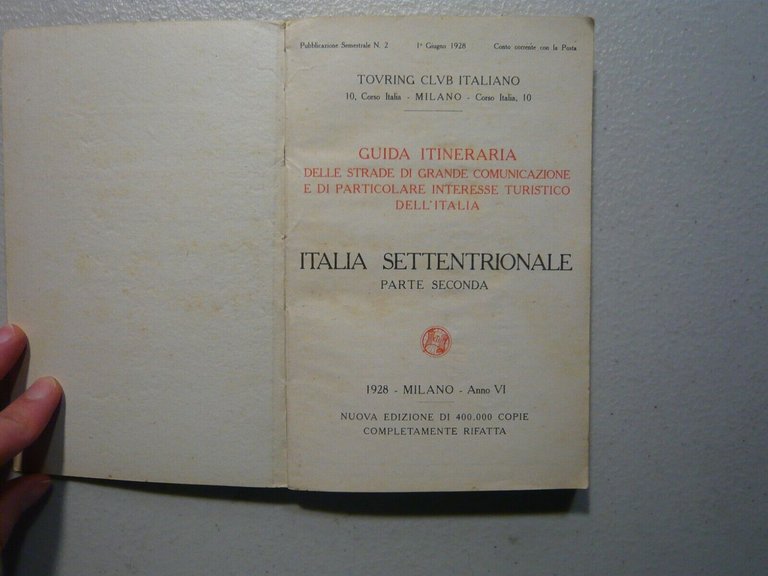 Pubblicazione Semestrale N. 2 1° Giugno 1928 Conto corrente con la Posta
TOVRING CLVB ITALIANO
10, Corso Italia - MILANO - Corso Italia, 10
GUIDA ITINERARIA
DELLE STRADE DI GRANDE COMUNICAZIONE
E DI PARTICOLARE INTERESSE TURISTICO
DELL'ITALIA
ITALIA SETTENTRIONALE
PARTE SECONDA
1928 - MILANO - Anno VI
NUOVA EDIZIONE DI 400.000 COPIE
COMPLETAMENTE RIFATTA